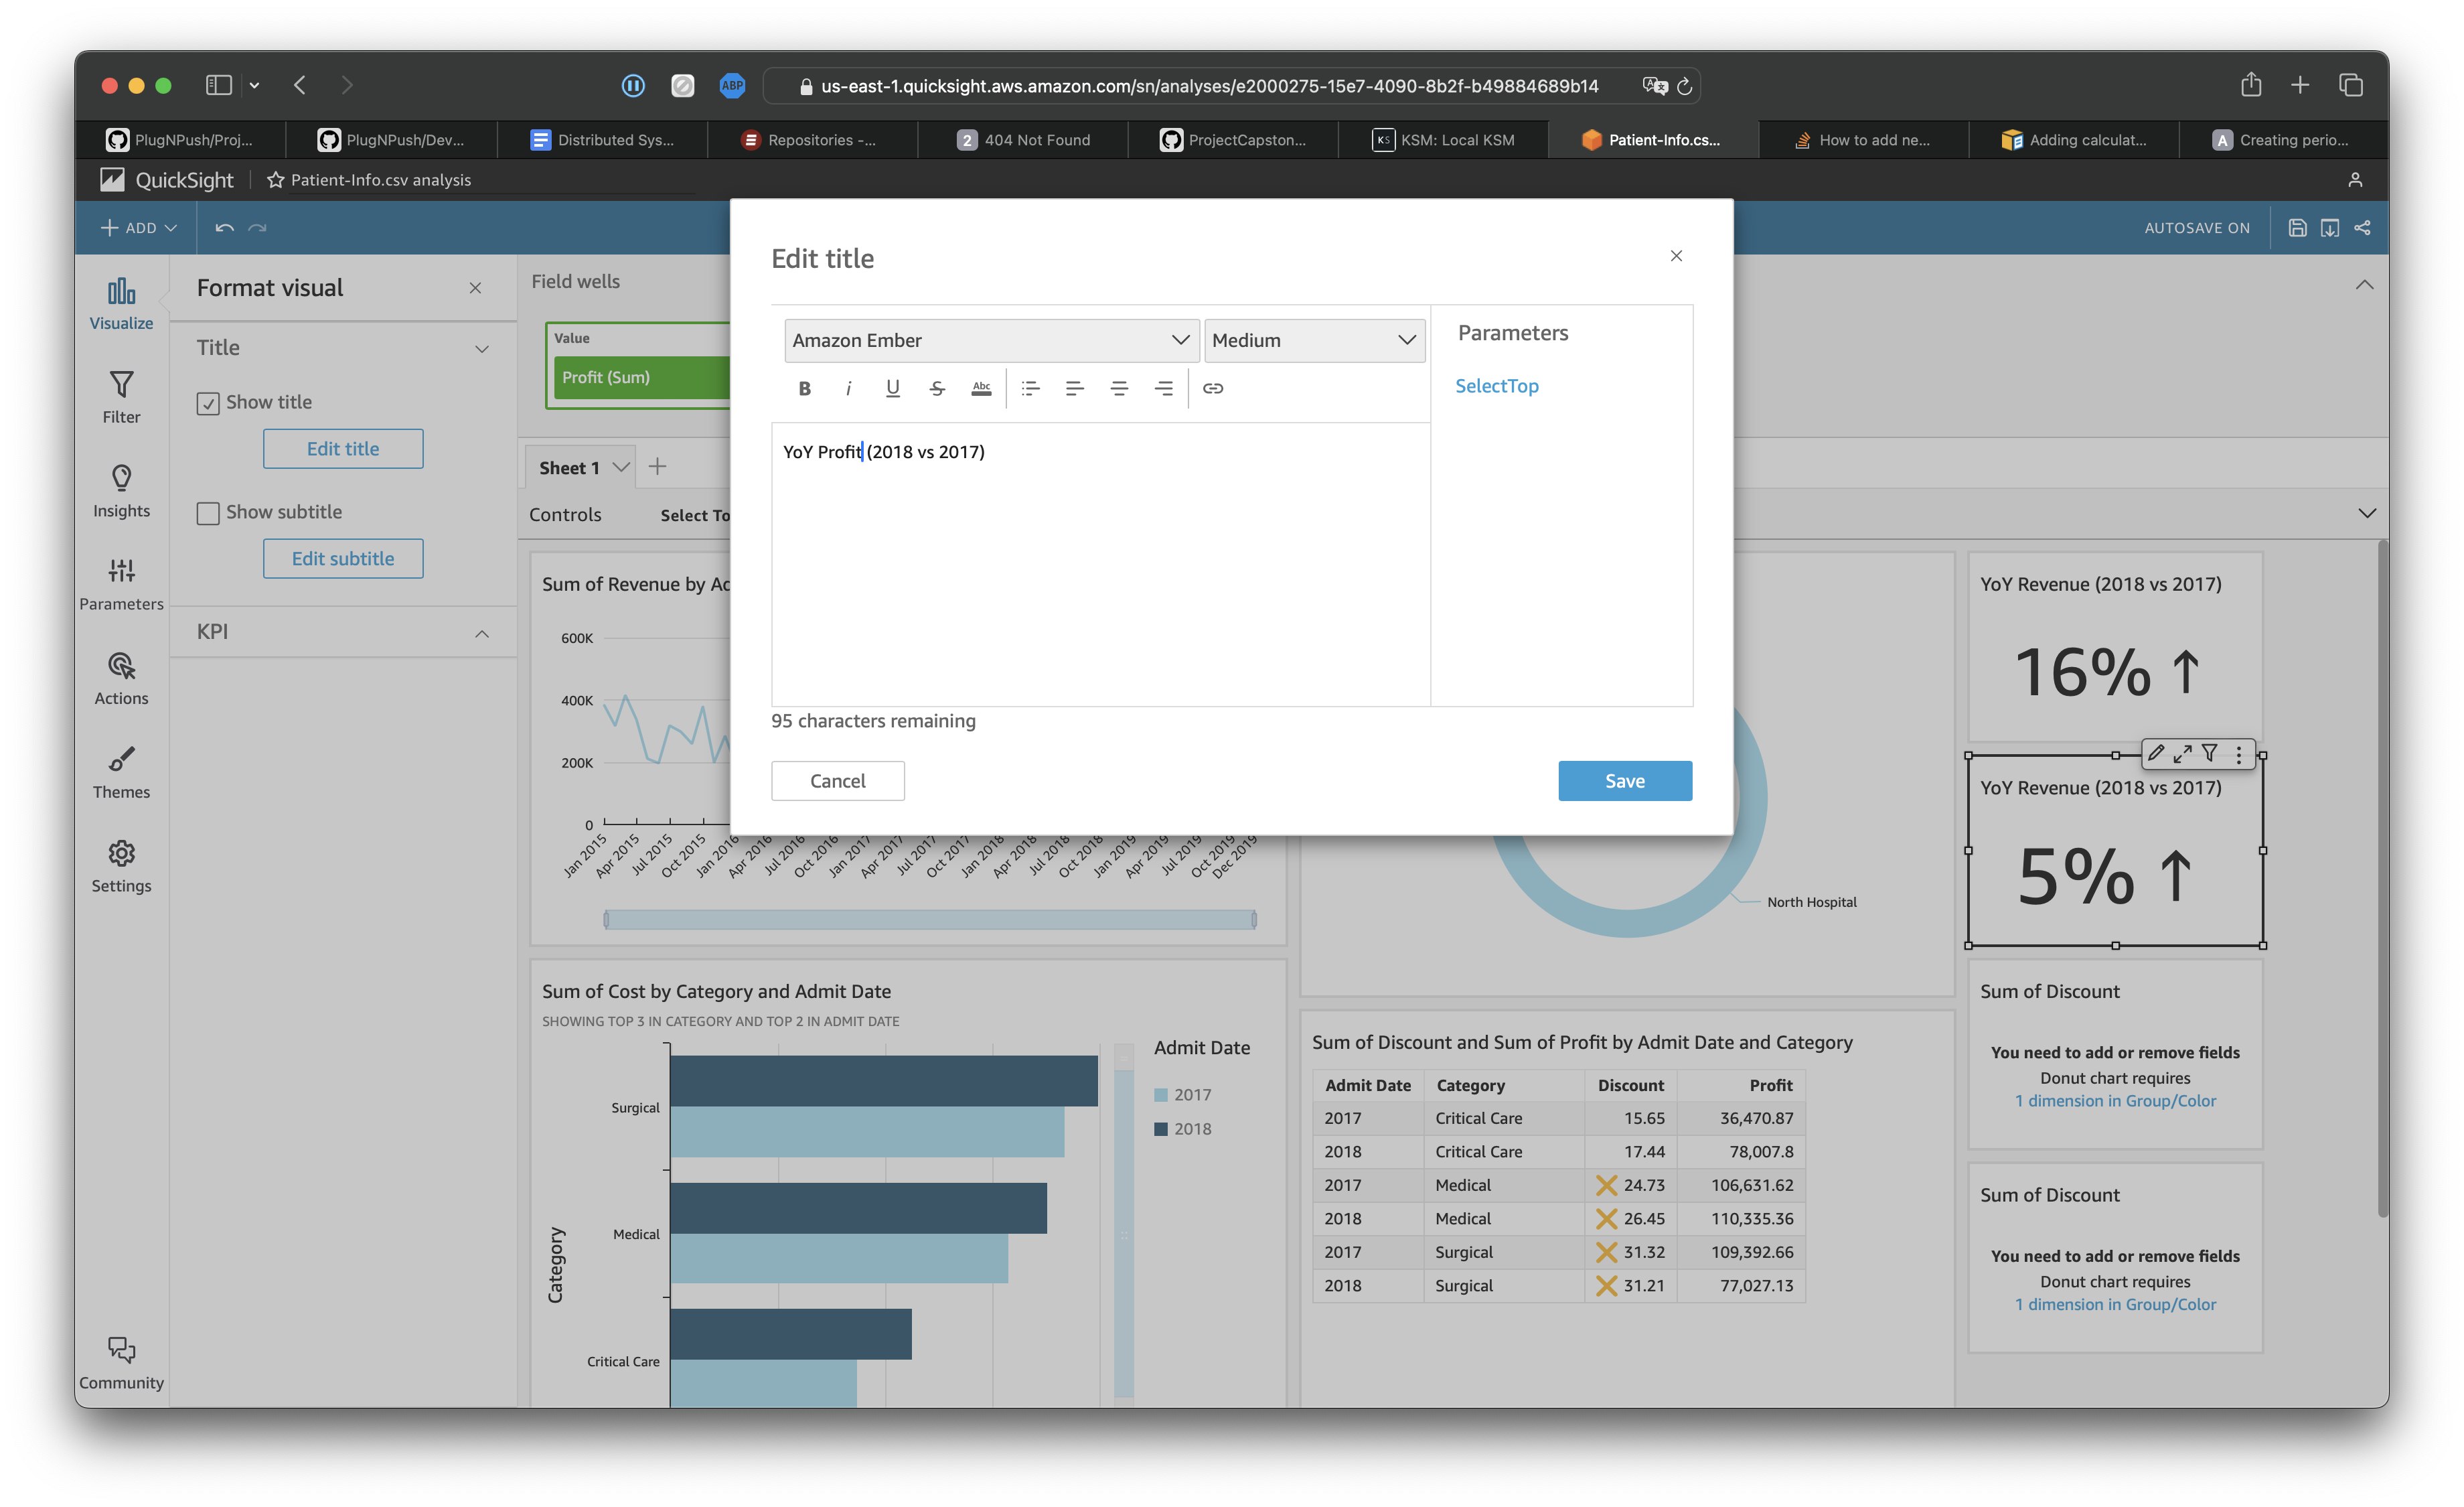 ABP
us-east-1.quicksight.aws.amazon.com/sn/analyses/e2000275-15e7-4090-8b2f-b49884689b14
PlugNPush/Proj...
PlugNPush/Dev...
Distributed Sys...
Repositories -...
2 404 Not Found
ProjectCapston...
KS KSM: Local KSM
Patient-Info.cs...
How to add ne...
Adding calculat...
A Creating perio...
QuickSight
Patient-Info.csv analysis
ADD
AUTOSAVE ON
Visualize
Filter
Insights
Parameters
Actions
Themes
Settings
Community
Format visual
Title
Show title
Edit title
Show subtitle
Edit subtitle
KPI
Field wells
Value
Profit (Sum)
Sheet 1
Controls
Select To
Edit title
Amazon Ember
Medium
B i U S Abc
YoY Profit (2018 vs 2017)
Parameters
SelectTop
95 characters remaining
Cancel
Save
Sum of Revenue by Ad
600K
400K
200K
0
Jan 2015
Apr 2015
Jul 2015
Oct 2015
Jan 2016
Apr 2016
Jul 2016
Oct 2016
Jan 2017
Apr 2017
Jul 2017
Oct 2017
Jan 2018
Apr 2018
Jul 2018
Oct 2018
Jan 2019
Apr 2019
Jul 2019
Oct 2019
Dec 2019
North Hospital
YoY Revenue (2018 vs 2017)
16% ↑
YoY Revenue (2018 vs 2017)
5% ↑
Sum of Cost by Category and Admit Date
SHOWING TOP 3 IN CATEGORY AND TOP 2 IN ADMIT DATE
Category
Surgical
Medical
Critical Care
Admit Date
2017
2018
Sum of Discount and Sum of Profit by Admit Date and Category
Admit Date Category Discount Profit
2017 Critical Care 15.65 36,470.87
2018 Critical Care 17.44 78,007.8
2017 Medical 24.73 106,631.62
2018 Medical 26.45 110,335.36
2017 Surgical 31.32 109,392.66
2018 Surgical 31.21 77,027.13
Sum of Discount
You need to add or remove fields
Donut chart requires
1 dimension in Group/Color
Sum of Discount
You need to add or remove fields
Donut chart requires
1 dimension in Group/Color